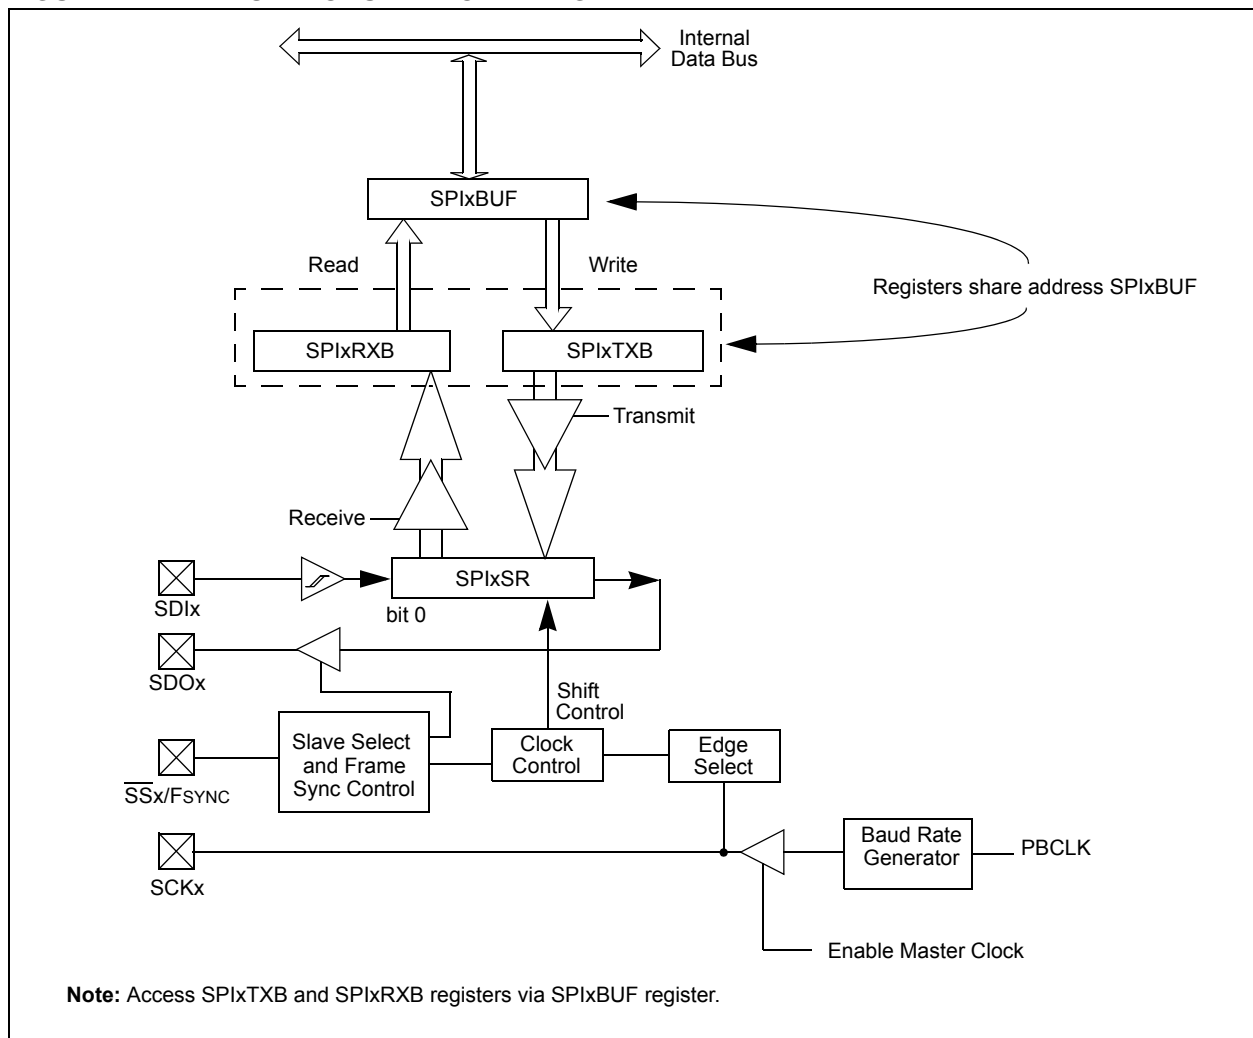 Internal
Data Bus
SPIxBUF
Read
Write
Registers share address SPIxBUF
SPIxRXB
SPIxTXB
Transmit
Receive
SPIxSR
SDIx
bit 0
SDOx
Shift
Control
Slave Select
and Frame
Sync Control
Clock
Control
Edge
Select
SSx/FSYNC
Baud Rate
Generator
PBCLK
SCKx
Enable Master Clock
Note: Access SPIxTXB and SPIxRXB registers via SPIxBUF register.